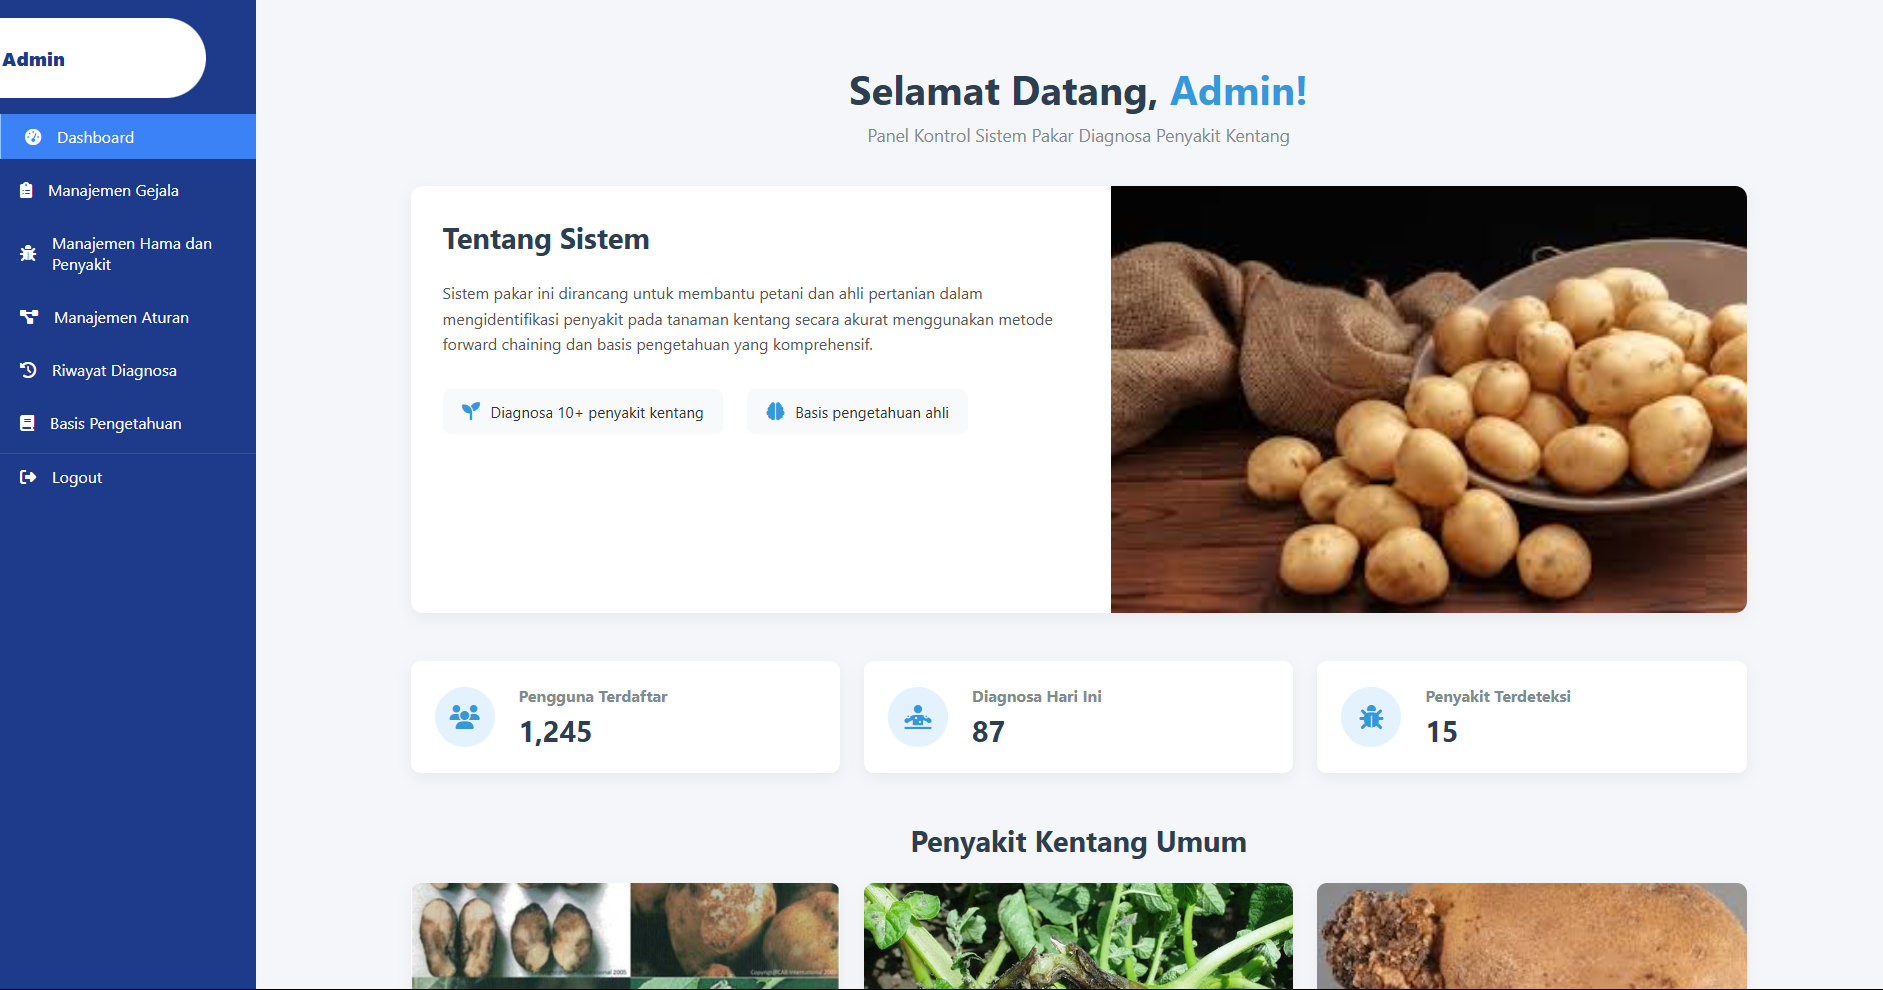 Admin
Dashboard
Manajemen Gejala
Manajemen Hama dan
Penyakit
Manajemen Aturan
Riwayat Diagnosa
Basis Pengetahuan
Logout
Selamat Datang, Admin!
Panel Kontrol Sistem Pakar Diagnosa Penyakit Kentang
Tentang Sistem
Sistem pakar ini dirancang untuk membantu petani dan ahli pertanian dalam
mengidentifikasi penyakit pada tanaman kentang secara akurat menggunakan metode
forward chaining dan basis pengetahuan yang komprehensif.
Diagnosa 10+ penyakit kentang
Basis pengetahuan ahli
Pengguna Terdaftar
1,245
Diagnosa Hari Ini
87
Penyakit Terdeteksi
15
Penyakit Kentang Umum